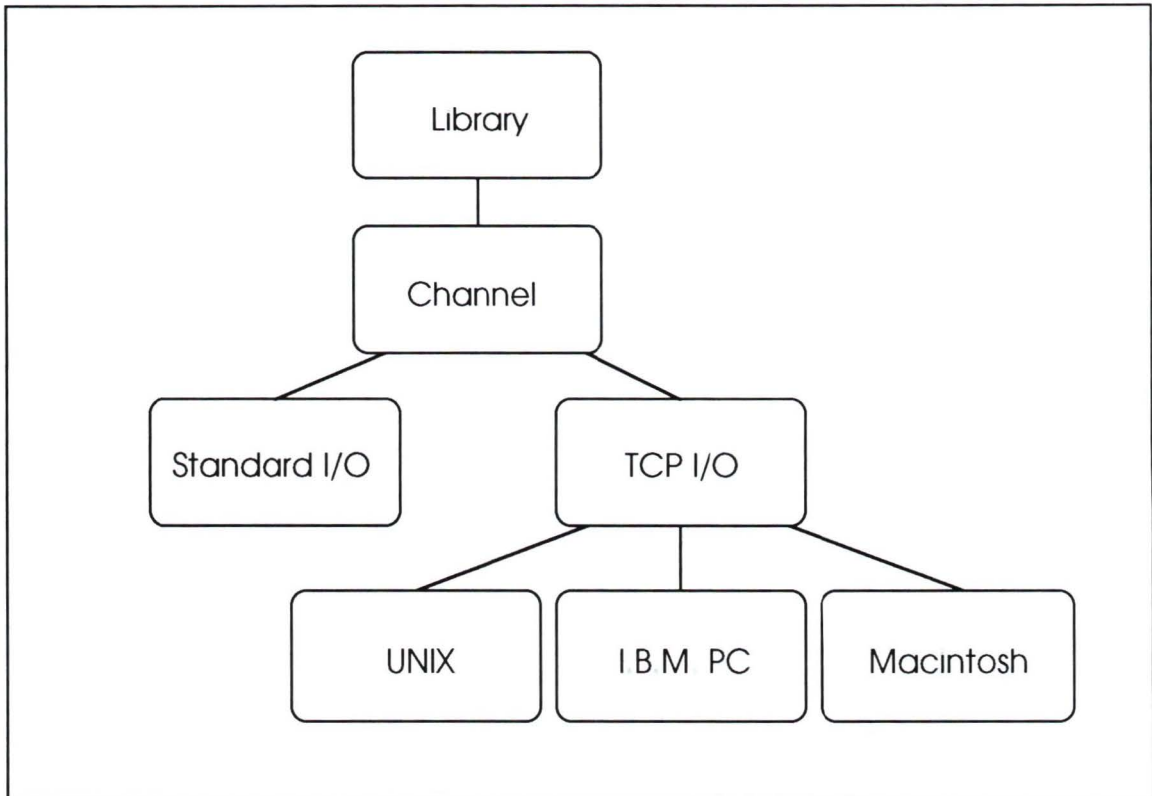 Library
Channel
Standard I/O
TCP I/O
UNIX
I.B.M. PC
Macintosh